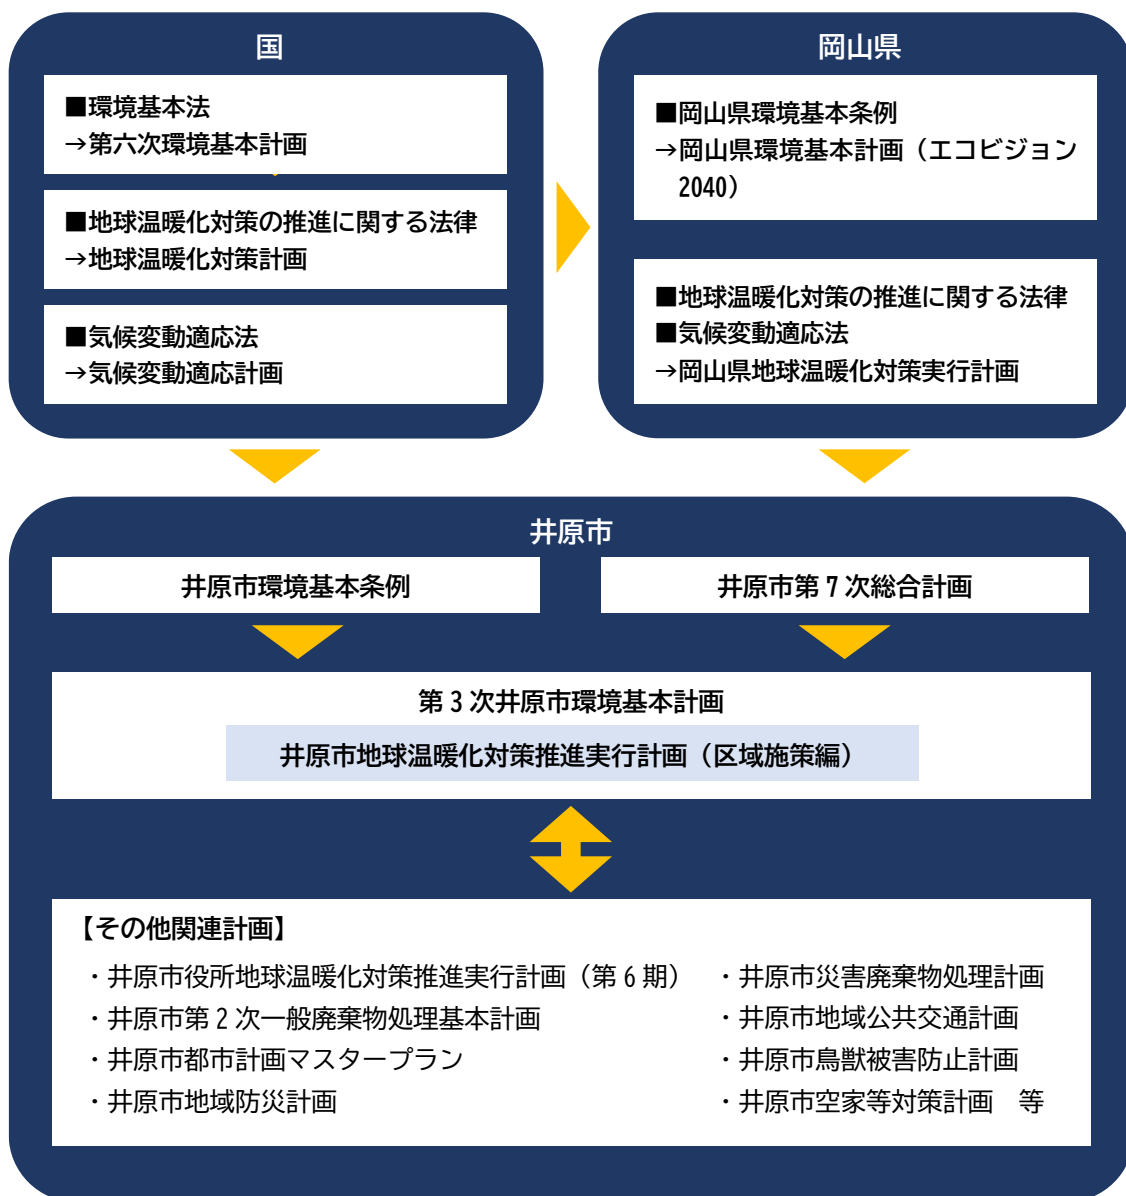 国
■環境基本法
→第六次環境基本計画
■地球温暖化対策の推進に関する法律
→地球温暖化対策計画
■気候変動適応法
→気候変動適応計画
岡山県
■岡山県環境基本条例
→岡山県環境基本計画（エコビジョン
2040）
■地球温暖化対策の推進に関する法律
■気候変動適応法
→岡山県地球温暖化対策実行計画
井原市
井原市環境基本条例
井原市第7次総合計画
第3次井原市環境基本計画
井原市地球温暖化対策推進実行計画（区域施策編）
【その他関連計画】
・井原市役所地球温暖化対策推進実行計画（第6期）
・井原市第2次一般廃棄物処理基本計画
・井原市都市計画マスタープラン
・井原市地域防災計画
・井原市災害廃棄物処理計画
・井原市地域公共交通計画
・井原市鳥獣被害防止計画
・井原市空家等対策計画　等